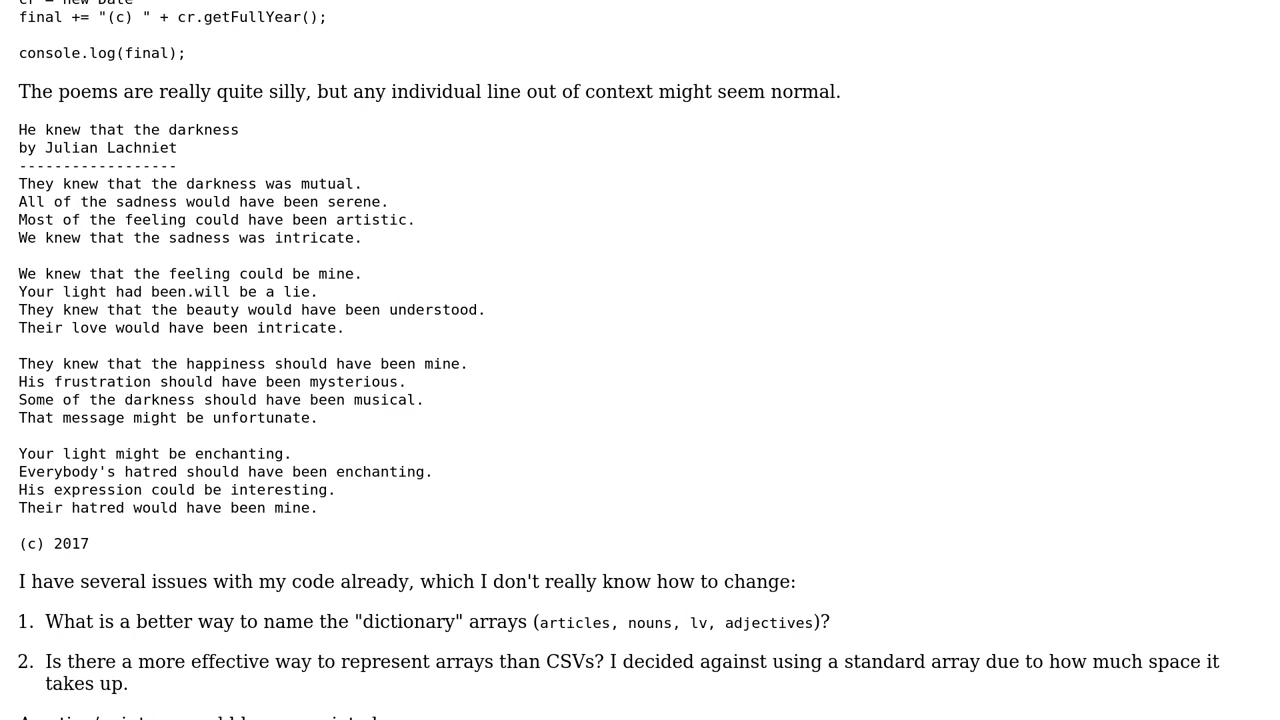 cr = new Date
final += "(c) " + cr.getFullYear();
console.log(final);
The poems are really quite silly, but any individual line out of context might seem normal.
He knew that the darkness
by Julian Lachniet
------------------
They knew that the darkness was mutual.
All of the sadness would have been serene.
Most of the feeling could have been artistic.
We knew that the sadness was intricate.
We knew that the feeling could be mine.
Your light had been.will be a lie.
They knew that the beauty would have been understood.
Their love would have been intricate.
They knew that the happiness should have been mine.
His frustration should have been mysterious.
Some of the darkness should have been musical.
That message might be unfortunate.
Your light might be enchanting.
Everybody's hatred should have been enchanting.
His expression could be interesting.
Their hatred would have been mine.
(c) 2017
I have several issues with my code already, which I don't really know how to change:
1. What is a better way to name the "dictionary" arrays (articles, nouns, lv, adjectives)?
2. Is there a more effective way to represent arrays than CSVs? I decided against using a standard array due to how much space it
takes up.